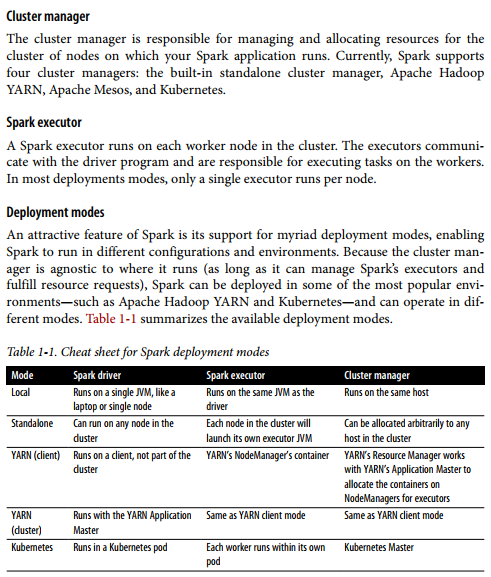 Cluster manager
The cluster manager is responsible for managing and allocating resources for the
cluster of nodes on which your Spark application runs. Currently, Spark supports
four cluster managers: the built-in standalone cluster manager, Apache Hadoop
YARN, Apache Mesos, and Kubernetes.
Spark executor
A Spark executor runs on each worker node in the cluster. The executors communi-
cate with the driver program and are responsible for executing tasks on the workers.
In most deployments modes, only a single executor runs per node.
Deployment modes
An attractive feature of Spark is its support for myriad deployment modes, enabling
Spark to run in different configurations and environments. Because the cluster man-
ager is agnostic to where it runs (as long as it can manage Spark's executors and
fulfill resource requests), Spark can be deployed in some of the most popular envi-
ronments—such as Apache Hadoop YARN and Kubernetes—and can operate in dif-
ferent modes. Table 1-1 summarizes the available deployment modes.
Table 1-1. Cheat sheet for Spark deployment modes
Mode Spark driver Spark executor Cluster manager
Local Runs on a single JVM, like a Runs on the same JVM as the Runs on the same host
laptop or single node driver
Standalone Can run on any node in the Each node in the cluster will Can be allocated arbitrarily to any
cluster launch its own executor JVM host in the cluster
YARN (client) Runs on a client, not part of the YARN's NodeManager's container YARN's Resource Manager works
cluster with YARN's Application Master to
allocate the containers on
NodeManagers for executors
YARN Runs with the YARN Application Same as YARN client mode Same as YARN client mode
(cluster) Master
Kubernetes Runs in a Kubernetes pod Each worker runs within its own Kubernetes Master
pod